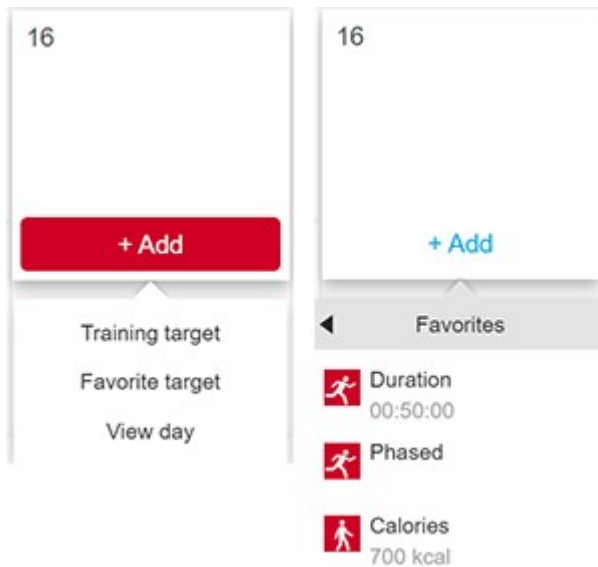 16
+ Add
Training target
Favorite target
View day
16
+ Add
Favorites
Duration
00:50:00
Phased
Calories
700 kcal